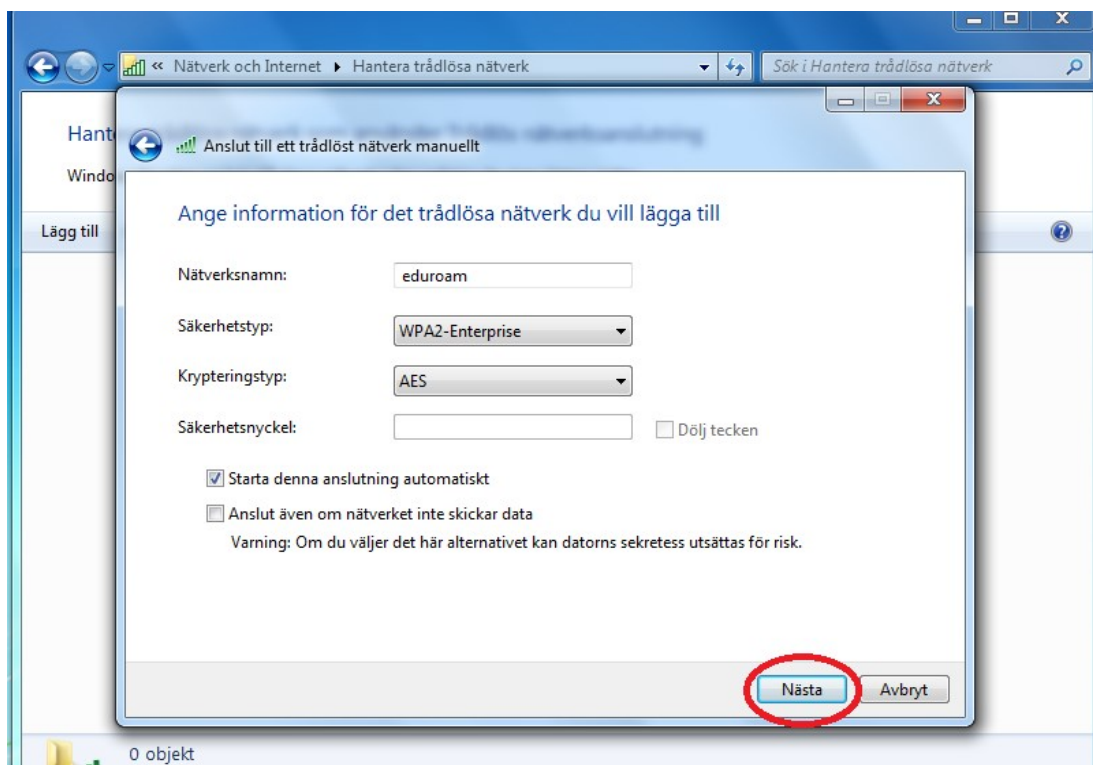 « Nätverk och Internet ▸ Hantera trådlösa nätverk
Sök i Hantera trådlösa nätverk
Hant
Anslut till ett trådlöst nätverk manuellt
Windo
Ange information för det trådlösa nätverk du vill lägga till
Lägg till
Nätverksnamn: eduroam
Säkerhetstyp: WPA2-Enterprise
Krypteringstyp: AES
Säkerhetsnyckel: Dölj tecken
Starta denna anslutning automatiskt
Anslut även om nätverket inte skickar data
Varning: Om du väljer det här alternativet kan datorns sekretess utsättas för risk.
Nästa Avbryt
0 objekt